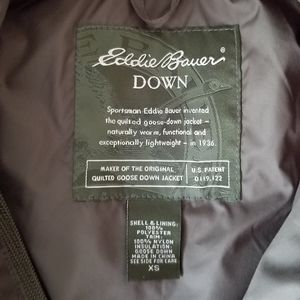 Eddie Bauer®
DOWN
Sportsman Eddie Bauer invented
the quilted goose-down jacket –
naturally warm, functional and
exceptionally lightweight – in 1936.
MAKER OF THE ORIGINAL
QUILTED GOOSE DOWN JACKET
U.S. PATENT
D119,122
SHELL & LINING:
100%
POLYESTER
TRIM:
100% NYLON
INSULATION:
GOOSE DOWN
MADE IN CHINA
SEE SIDE FOR CARE
XS